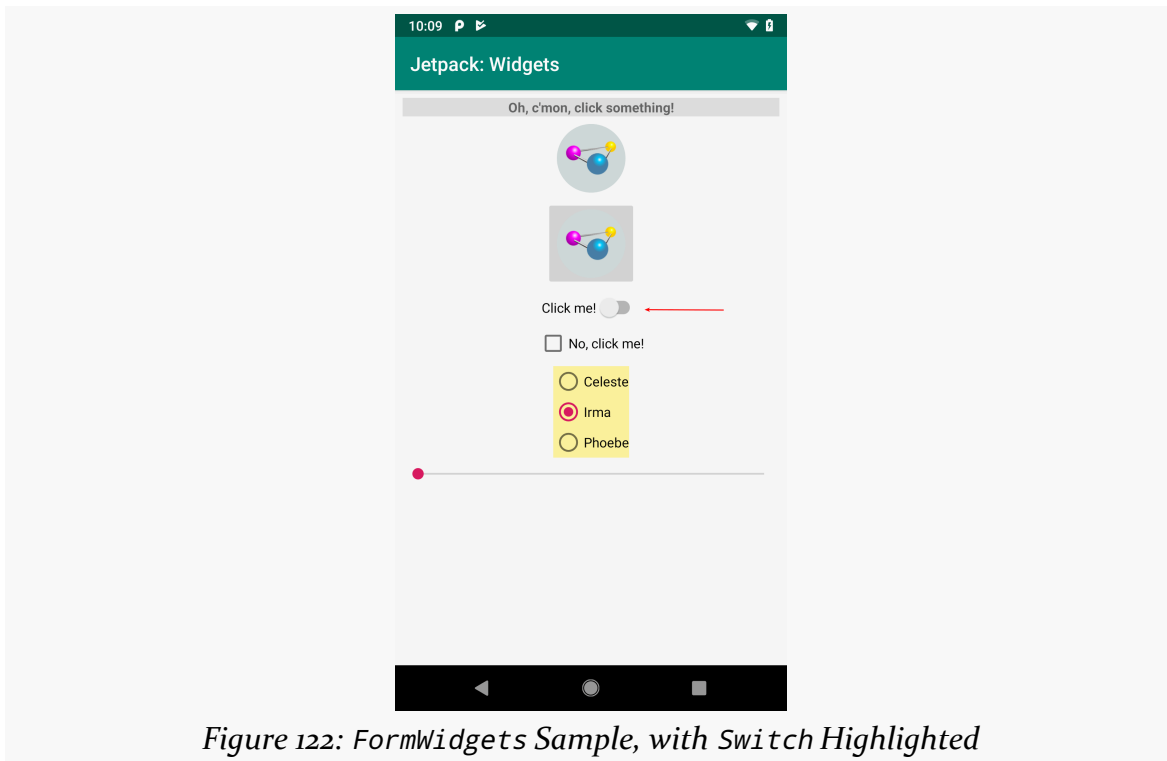 10:09
Jetpack: Widgets
Oh, c'mon, click something!
Click me!
No, click me!
Celeste
Irma
Phoebe
Figure 122: FormWidgets Sample, with Switch Highlighted